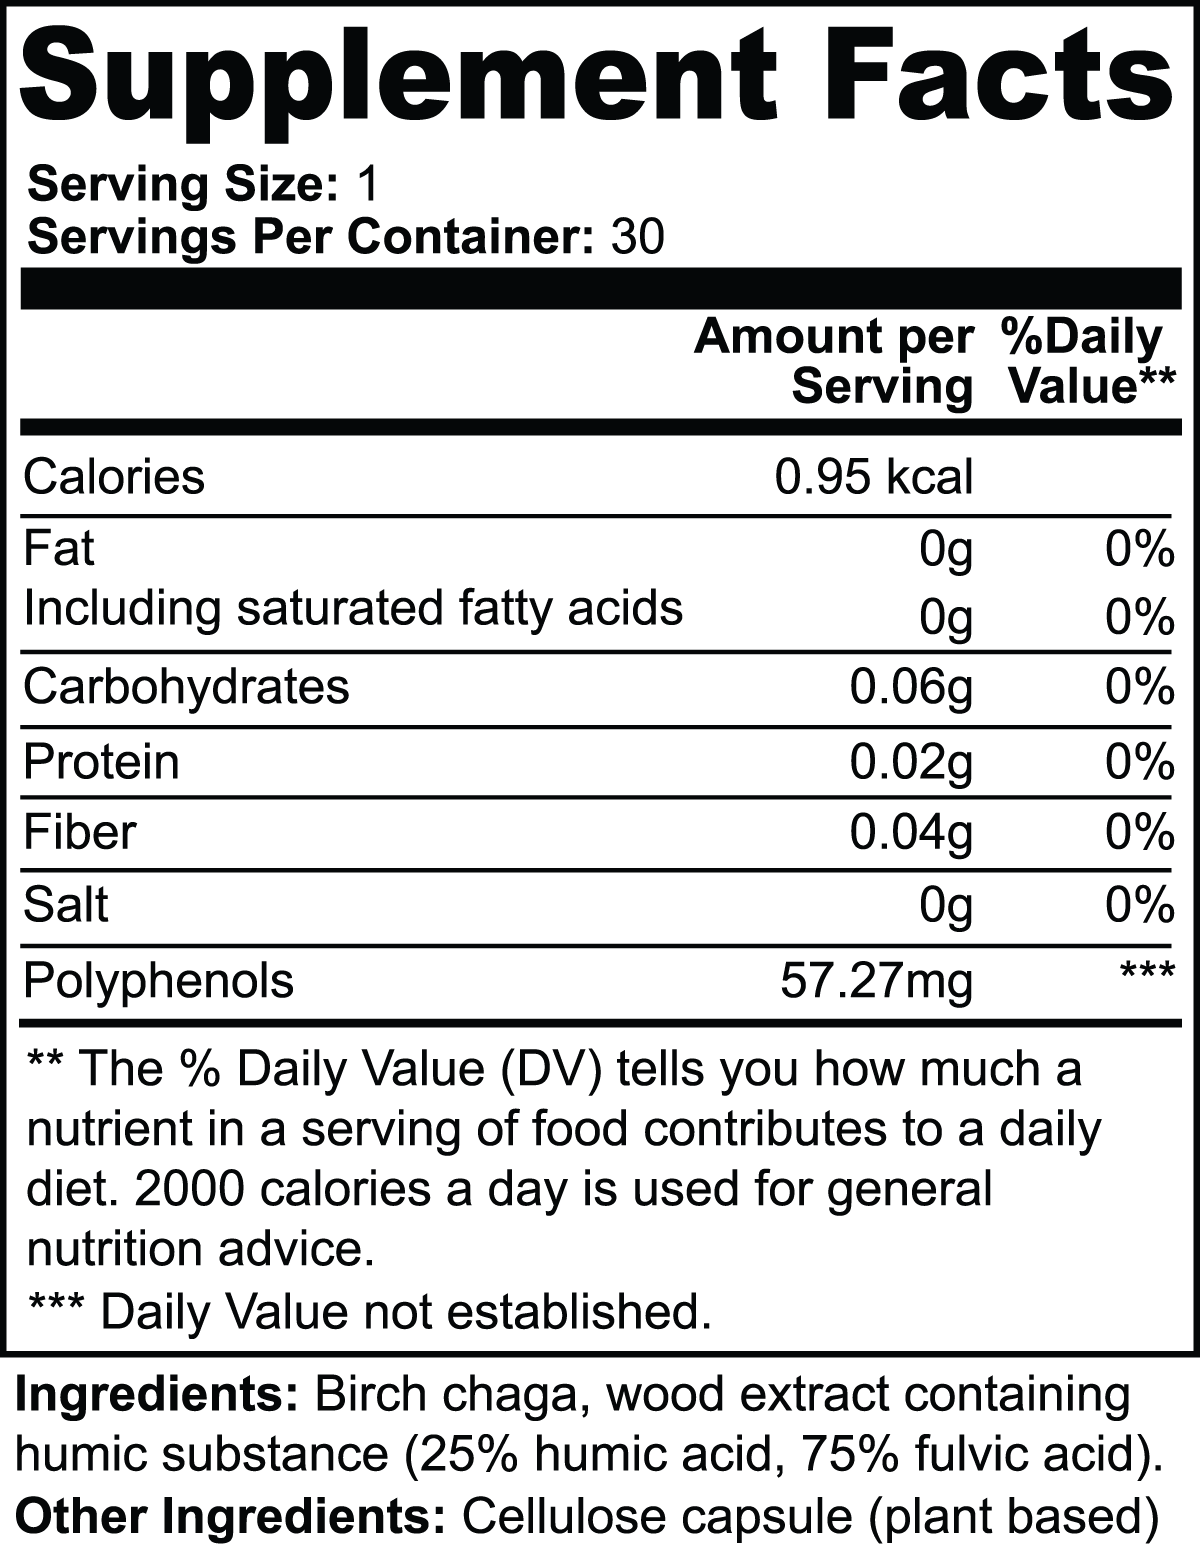 Supplement Facts
Serving Size: 1
Servings Per Container: 30
Amount per %Daily
Serving Value**
Calories 0.95 kcal
Fat 0g 0%
Including saturated fatty acids 0g 0%
Carbohydrates 0.06g 0%
Protein 0.02g 0%
Fiber 0.04g 0%
Salt 0g 0%
Polyphenols 57.27mg ***
** The % Daily Value (DV) tells you how much a
nutrient in a serving of food contributes to a daily
diet. 2000 calories a day is used for general
nutrition advice.
*** Daily Value not established.
Ingredients: Birch chaga, wood extract containing
humic substance (25% humic acid, 75% fulvic acid).
Other Ingredients: Cellulose capsule (plant based)